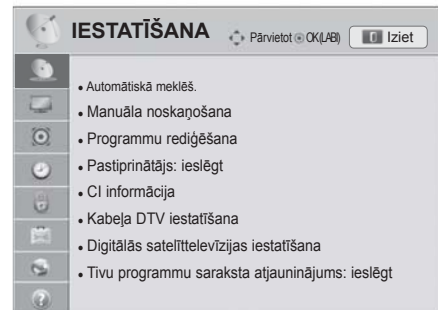 IESTATĪŠANA Pārvietot OK(LABI) Iziet
• Automātiskā meklēš.
• Manuāla noskaņošana
• Programmu rediģēšana
• Pastiprinātājs: ieslēgt
• CI informācija
• Kabeļa DTV iestatīšana
• Digitālās satelīttelevīzijas iestatīšana
• Tivu programmu saraksta atjauninājums: ieslēgt